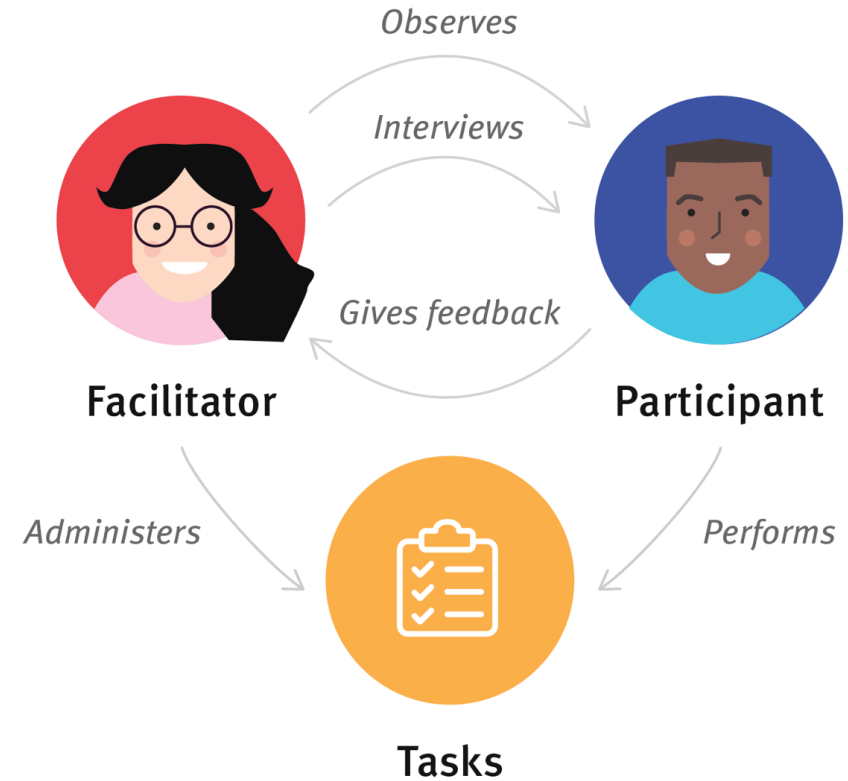 Observes
Interviews
Gives feedback
Facilitator
Participant
Administers
Performs
Tasks